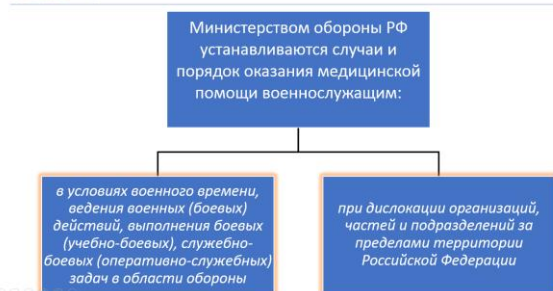 Министерством обороны РФ
устанавливаются случаи и
порядок оказания медицинской
помощи военнослужащим:
в условиях военного времени,
ведения военных (боевых)
действий, выполнения боевых
(учебно-боевых), служебно-
боевых (оперативно-служебных)
задач в области обороны
при дислокации организаций,
частей и подразделений за
пределами территории
Российской Федерации